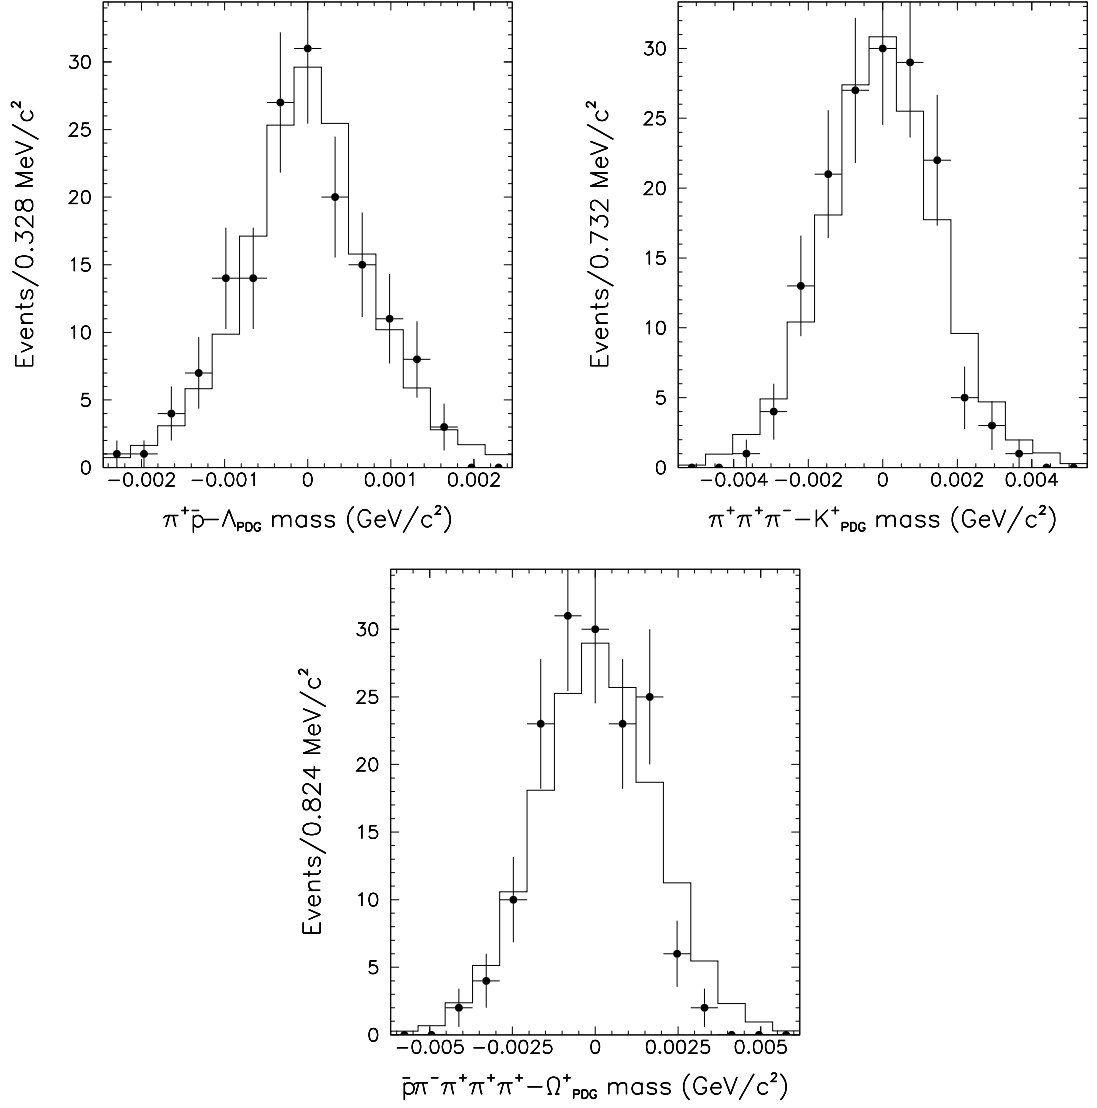 Events/0.328 MeV/c²
30
25
20
15
10
5
0
−0.002 −0.001 0 0.001 0.002
π⁺p̄−Λ_PDG mass (GeV/c²)
Events/0.732 MeV/c²
30
25
20
15
10
5
0
−0.004 −0.002 0 0.002 0.004
π⁺π⁺π⁻−K⁺_PDG mass (GeV/c²)
Events/0.824 MeV/c²
30
25
20
15
10
5
0
−0.005 −0.0025 0 0.0025 0.005
p̄π⁻π⁺π⁺π⁺−Ω⁺_PDG mass (GeV/c²)